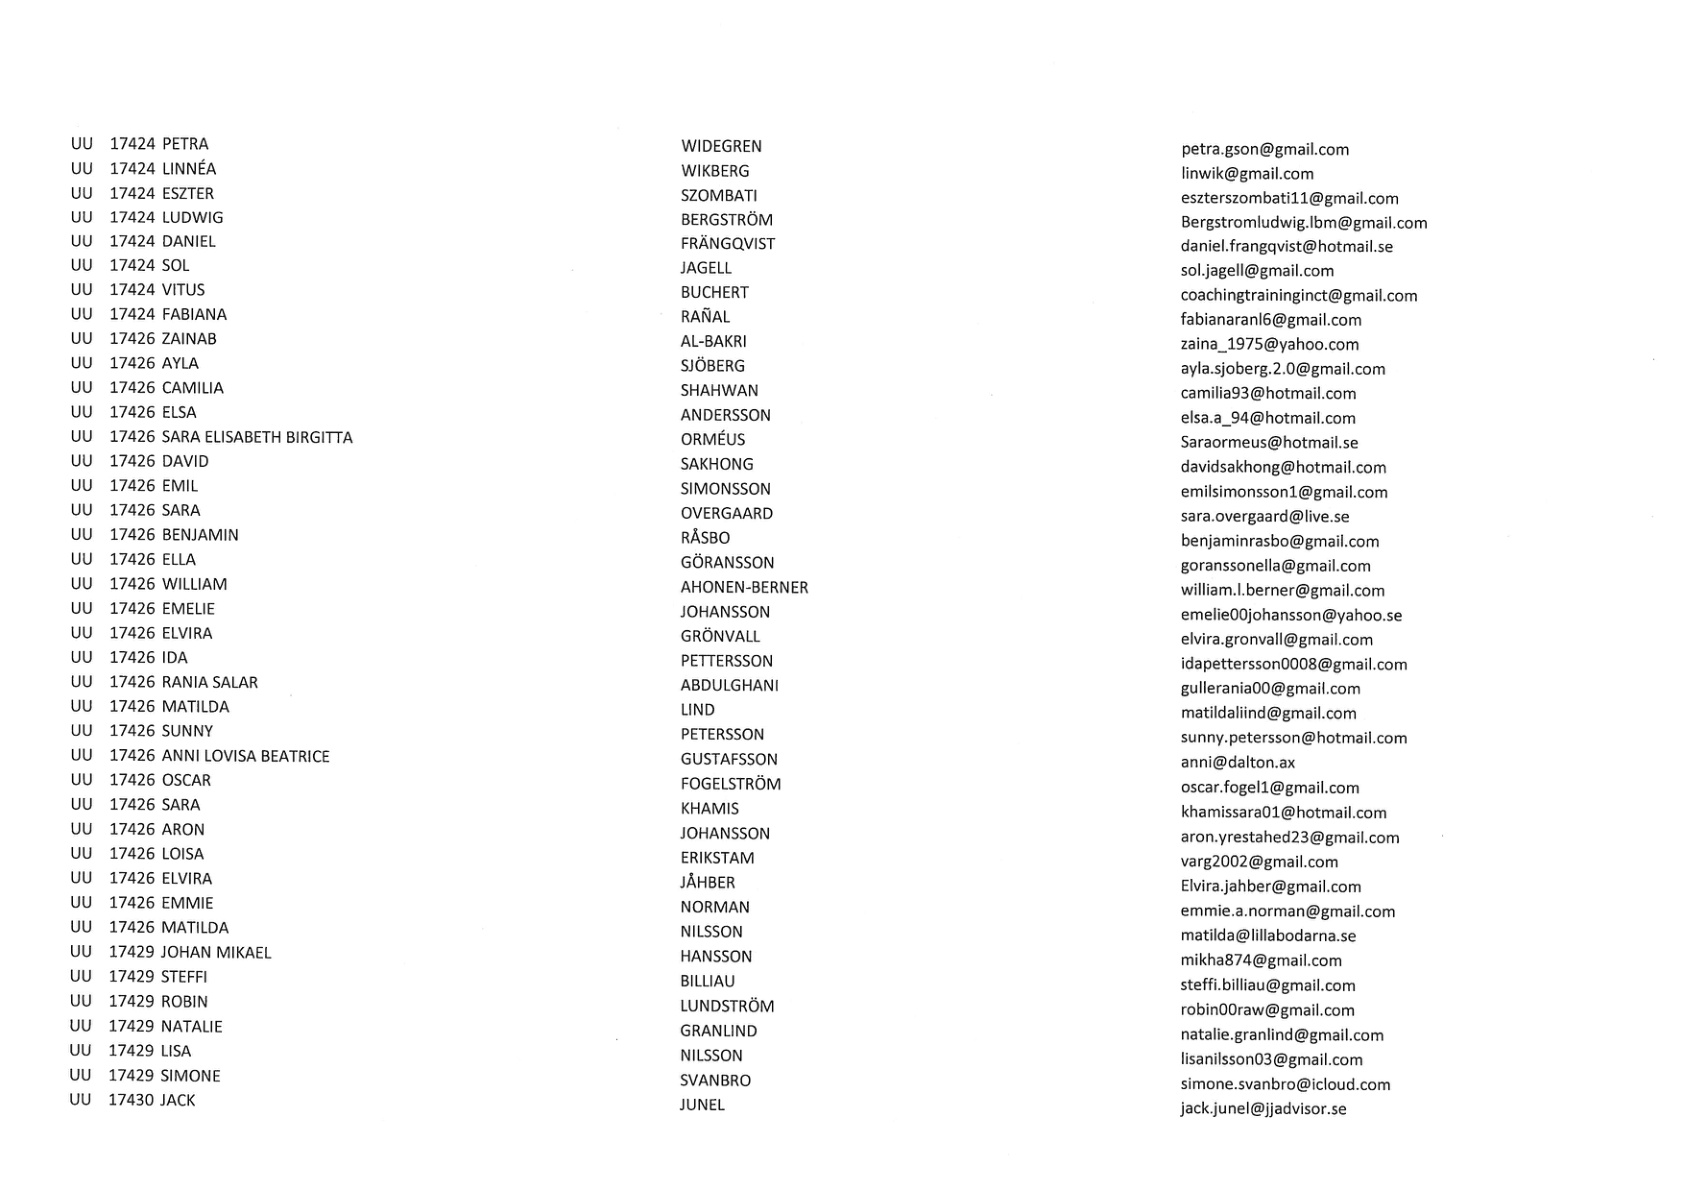 UU 17424 PETRA WIDEGREN petra.gson@gmail.com
UU 17424 LINNÉA WIKBERG linwik@gmail.com
UU 17424 ESZTER SZOMBATI eszterszombati11@gmail.com
UU 17424 LUDWIG BERGSTRÖM Bergstromludwig.lbm@gmail.com
UU 17424 DANIEL FRÄNGQVIST daniel.frangqvist@hotmail.se
UU 17424 SOL JAGELL sol.jagell@gmail.com
UU 17424 VITUS BUCHERT coachingtraininginct@gmail.com
UU 17424 FABIANA RAÑAL fabianaranl6@gmail.com
UU 17426 ZAINAB AL-BAKRI zaina_1975@yahoo.com
UU 17426 AYLA SJÖBERG ayla.sjoberg.2.0@gmail.com
UU 17426 CAMILIA SHAHWAN camilia93@hotmail.com
UU 17426 ELSA ANDERSSON elsa.a_94@hotmail.com
UU 17426 SARA ELISABETH BIRGITTA ORMÉUS Saraormeus@hotmail.se
UU 17426 DAVID SAKHONG davidsakhong@hotmail.com
UU 17426 EMIL SIMONSSON emilsimonsson1@gmail.com
UU 17426 SARA OVERGAARD sara.overgaard@live.se
UU 17426 BENJAMIN RÅSBO benjaminrasbo@gmail.com
UU 17426 ELLA GÖRANSSON goranssonella@gmail.com
UU 17426 WILLIAM AHONEN-BERNER william.l.berner@gmail.com
UU 17426 EMELIE JOHANSSON emelie00johansson@yahoo.se
UU 17426 ELVIRA GRÖNVALL elvira.gronvall@gmail.com
UU 17426 IDA PETTERSSON idapettersson0008@gmail.com
UU 17426 RANIA SALAR ABDULGHANI gullerania00@gmail.com
UU 17426 MATILDA LIND matildaliind@gmail.com
UU 17426 SUNNY PETERSSON sunny.petersson@hotmail.com
UU 17426 ANNI LOVISA BEATRICE GUSTAFSSON anni@dalton.ax
UU 17426 OSCAR FOGELSTRÖM oscar.fogel1@gmail.com
UU 17426 SARA KHAMIS khamissara01@hotmail.com
UU 17426 ARON JOHANSSON aron.yrestahed23@gmail.com
UU 17426 LOISA ERIKSTAM varg2002@gmail.com
UU 17426 ELVIRA JÅHBER Elvira.jahber@gmail.com
UU 17426 EMMIE NORMAN emmie.a.norman@gmail.com
UU 17426 MATILDA NILSSON matilda@lillabodarna.se
UU 17429 JOHAN MIKAEL HANSSON mikha874@gmail.com
UU 17429 STEFFI BILLIAU steffi.billiau@gmail.com
UU 17429 ROBIN LUNDSTRÖM robin00raw@gmail.com
UU 17429 NATALIE GRANLIND natalie.granlind@gmail.com
UU 17429 LISA NILSSON lisanilsson03@gmail.com
UU 17429 SIMONE SVANBRO simone.svanbro@icloud.com
UU 17430 JACK JUNEL jack.junel@jjadvisor.se